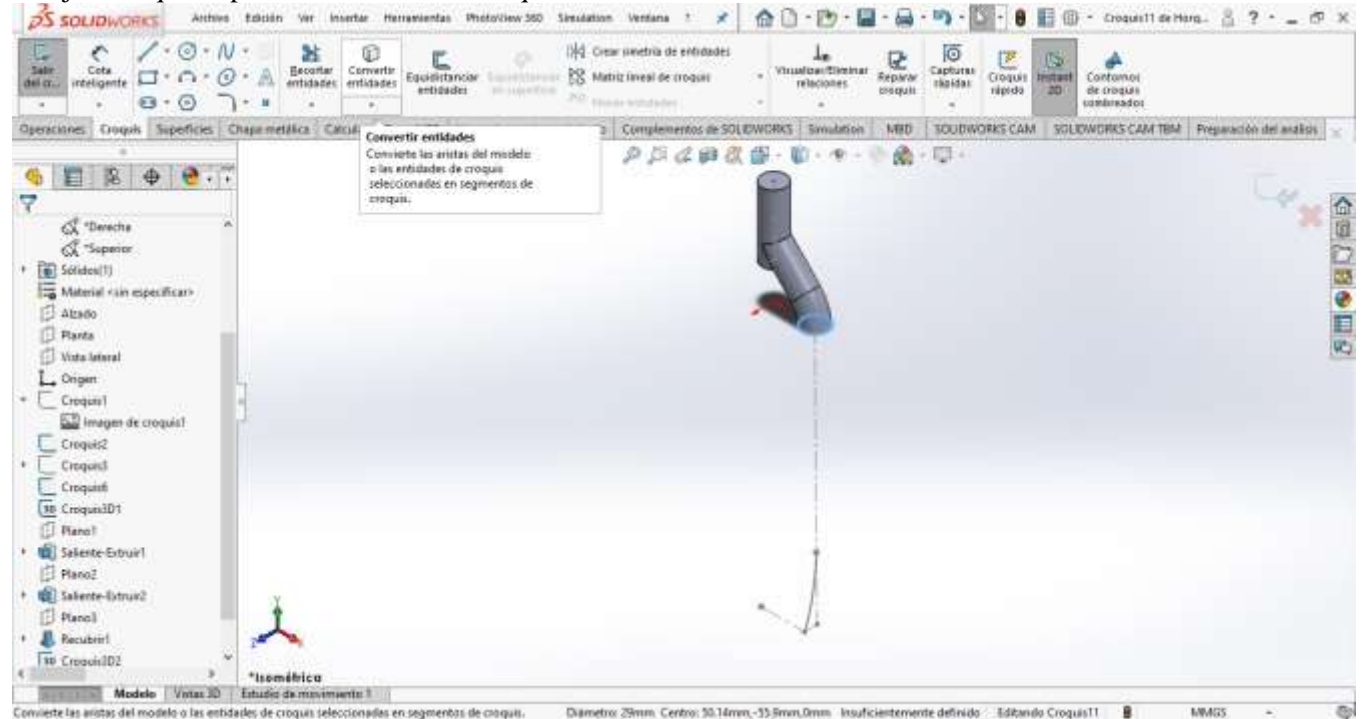 SOLIDWORKS Archivo Edición Ver Insertar Herramientas PhotoView 360 Simulation Ventana ? Croquis11 de Marg... ?
Salir del cr...
Cota inteligente
Recortar entidades
Convertir entidades
Equidistanciar entidades
Crear simetría de entidades
Matriz lineal de croquis
Mover entidades
Visualizar/Eliminar relaciones
Reparar croquis
Capturas rápidas
Croquis rápido
Instant 2D
Contornos de croquis sombreados
Operaciones Croquis Superficies Chapa metálica Complementos de SOLIDWORKS Simulation MBD SOLIDWORKS CAM SOLIDWORKS CAM TBM Preparación del análisis
Convertir entidades
Convierte las aristas del modelo
o las entidades de croquis
seleccionadas en segmentos de
croquis.
*Derecha
*Superior
Sólidos(1)
Material <sin especificar>
Alzado
Planta
Vista lateral
Origen
Croquis1
Imagen de croquis1
Croquis2
Croquis3
Croquis6
3D Croquis3D1
Plano1
Saliente-Extruir1
Plano2
Saliente-Extruir2
Plano3
Recubrir1
3D Croquis3D2
Y
Z
*Isométrica
Modelo Vistas 3D Estudio de movimiento 1
Convierte las aristas del modelo o las entidades de croquis seleccionadas en segmentos de croquis. Diámetro: 29mm Centro: 50.14mm,-55.9mm,0mm Insuficientemente definido Editando Croquis11 MMGS